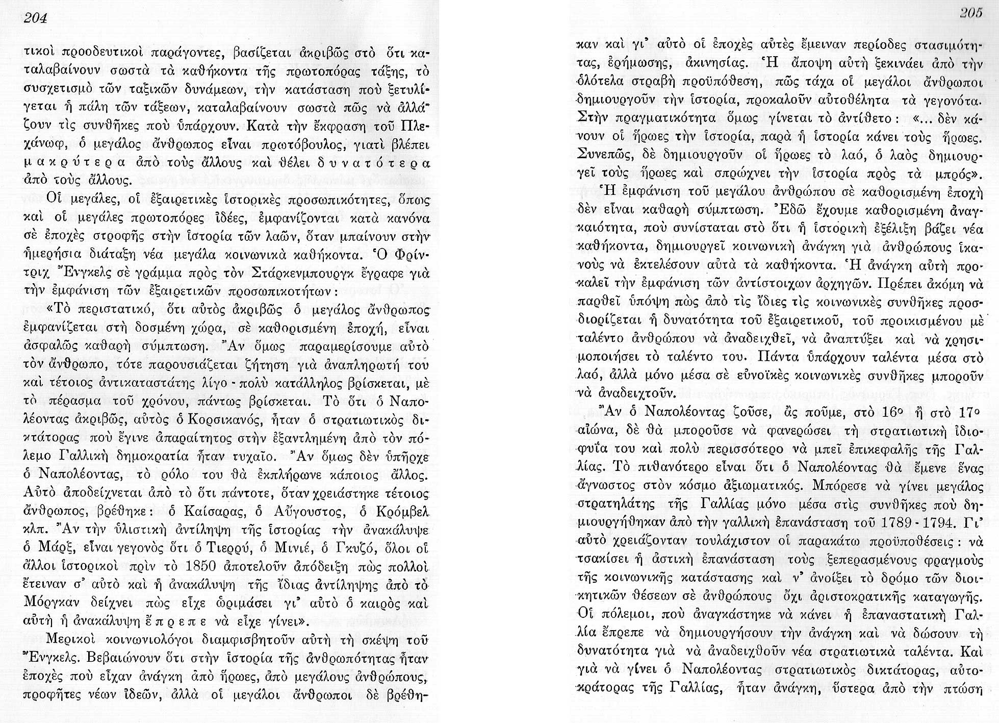 204
τικοὶ προοδευτικοὶ παράγοντες, βασίζεται ἀκριβῶς στὸ ὅτι κα-
ταλαβαίνουν σωστὰ τὰ καθήκοντα τῆς πρωτοπόρας τάξης, τὸ
συσχετισμὸ τῶν ταξικῶν δυνάμεων, τὴν κατάσταση ποὺ ξετυλί-
γεται ἡ πάλη τῶν τάξεων, καταλαβαίνουν σωστὰ πῶς νὰ ἀλλά-
ζουν τὶς συνθῆκες ποὺ ὑπάρχουν. Κατὰ τὴν ἔκφραση τοῦ Πλε-
χάνωφ, ὁ μεγάλος ἄνθρωπος εἶναι πρωτόβουλος, γιατὶ βλέπει
μ α κ ρ ύ τ ε ρ α ἀπὸ τοὺς ἄλλους καὶ θέλει δ υ ν α τ ό τ ε ρ α
ἀπὸ τοὺς ἄλλους.
Οἱ μεγάλες, οἱ ἐξαιρετικὲς ἱστορικὲς προσωπικότητες, ὅπως
καὶ οἱ μεγάλες πρωτοπόρες ἰδέες, ἐμφανίζονται κατὰ κανόνα
σὲ ἐποχὲς στροφῆς στὴν ἱστορία τῶν λαῶν, ὅταν μπαίνουν στὴν
ἡμερήσια διάταξη νέα μεγάλα κοινωνικὰ καθήκοντα. Ὁ Φρίν-
τριχ Ἔνγκελς σὲ γράμμα πρὸς τὸν Στάρκενμπουργκ ἔγραφε γιὰ
τὴν ἐμφάνιση τῶν ἐξαιρετικῶν προσωπικοτήτων :
«Τὸ περιστατικό, ὅτι αὐτὸς ἀκριβῶς ὁ μεγάλος ἄνθρωπος
ἐμφανίζεται στὴ δοσμένη χώρα, σὲ καθορισμένη ἐποχή, εἶναι
ἀσφαλῶς καθαρὴ σύμπτωση. Ἂν ὅμως παραμερίσουμε αὐτὸ
τὸν ἄνθρωπο, τότε παρουσιάζεται ζήτηση γιὰ ἀναπληρωτή του
καὶ τέτοιος ἀντικαταστάτης λίγο - πολὺ κατάλληλος βρίσκεται, μὲ
τὸ πέρασμα τοῦ χρόνου, πάντως βρίσκεται. Τὸ ὅτι ὁ Ναπο-
λέοντας ἀκριβῶς, αὐτὸς ὁ Κορσικανός, ἦταν ὁ στρατιωτικὸς δι-
κτάτορας ποὺ ἔγινε ἀπαραίτητος στὴν ἐξαντλημένη ἀπὸ τὸν πό-
λεμο Γαλλικὴ δημοκρατία ἦταν τυχαῖο. Ἂν ὅμως δὲν ὑπῆρχε
ὁ Ναπολέοντας, τὸ ρόλο του θὰ ἐκπλήρωνε κάποιος ἄλλος.
Αὐτὸ ἀποδείχνεται ἀπὸ τὸ ὅτι πάντοτε, ὅταν χρειάστηκε τέτοιος
ἄνθρωπος, βρέθηκε : ὁ Καίσαρας, ὁ Αὔγουστος, ὁ Κρόμβελ
κλπ. Ἂν τὴν ὑλιστικὴ ἀντίληψη τῆς ἱστορίας τὴν ἀνακάλυψε
ὁ Μάρξ, εἶναι γεγονὸς ὅτι ὁ Τιερρύ, ὁ Μινιέ, ὁ Γκυζό, ὅλοι οἱ
ἄλλοι ἱστορικοὶ πρὶν τὸ 1850 ἀποτελοῦν ἀπόδειξη πὼς πολλοὶ
ἔτειναν σ' αὐτὸ καὶ ἡ ἀνακάλυψη τῆς ἴδιας ἀντίληψης ἀπὸ τὸ
Μόργκαν δείχνει πὼς εἶχε ὡριμάσει γι' αὐτὸ ὁ καιρὸς καὶ
αὐτὴ ἡ ἀνακάλυψη ἔ π ρ ε π ε νὰ εἶχε γίνει».
Μερικοὶ κοινωνιολόγοι διαμφισβητοῦν αὐτὴ τὴ σκέψη τοῦ
Ἔνγκελς. Βεβαιώνουν ὅτι στὴν ἱστορία τῆς ἀνθρωπότητας ἦταν
ἐποχὲς ποὺ εἶχαν ἀνάγκη ἀπὸ ἥρωες, ἀπὸ μεγάλους ἀνθρώπους,
προφῆτες νέων ἰδεῶν, ἀλλὰ οἱ μεγάλοι ἄνθρωποι δὲ βρέθη-
205
καν καὶ γι' αὐτὸ οἱ ἐποχὲς αὐτὲς ἔμειναν περίοδες στασιμότη-
τας, ἐρήμωσης, ἀκινησίας. Ἡ ἄποψη αὐτὴ ξεκινάει ἀπὸ τὴν
ὁλότελα στραβὴ προϋπόθεση, πῶς τάχα οἱ μεγάλοι ἄνθρωποι
δημιουργοῦν τὴν ἱστορία, προκαλοῦν αὐτοθέλητα τὰ γεγονότα.
Στὴν πραγματικότητα ὅμως γίνεται τὸ ἀντίθετο : «... δὲν κά-
νουν οἱ ἥρωες τὴν ἱστορία, παρὰ ἡ ἱστορία κάνει τοὺς ἥρωες.
Συνεπῶς, δὲ δημιουργοῦν οἱ ἥρωες τὸ λαό, ὁ λαὸς δημιουρ-
γεῖ τοὺς ἥρωες καὶ σπρώχνει τὴν ἱστορία πρὸς τὰ μπρός».
Ἡ ἐμφάνιση τοῦ μεγάλου ἀνθρώπου σὲ καθορισμένη ἐποχὴ
δὲν εἶναι καθαρὴ σύμπτωση. Ἐδῶ ἔχουμε καθορισμένη ἀναγ-
καιότητα, ποὺ συνίσταται στὸ ὅτι ἡ ἱστορικὴ ἐξέλιξη βάζει νέα
καθήκοντα, δημιουργεῖ κοινωνικὴ ἀνάγκη γιὰ ἀνθρώπους ἱκα-
νοὺς νὰ ἐκτελέσουν αὐτὰ τὰ καθήκοντα. Ἡ ἀνάγκη αὐτὴ προ-
καλεῖ τὴν ἐμφάνιση τῶν ἀντίστοιχων ἀρχηγῶν. Πρέπει ἀκόμη νὰ
παρθεῖ ὑπόψη πὼς ἀπὸ τὶς ἴδιες τὶς κοινωνικὲς συνθῆκες προσ-
διορίζεται ἡ δυνατότητα τοῦ ἐξαιρετικοῦ, τοῦ προικισμένου μὲ
ταλέντο ἀνθρώπου νὰ ἀναδειχθεῖ, νὰ ἀναπτύξει καὶ νὰ χρησι-
μοποιήσει τὸ ταλέντο του. Πάντα ὑπάρχουν ταλέντα μέσα στὸ
λαό, ἀλλὰ μόνο μέσα σὲ εὐνοϊκὲς κοινωνικὲς συνθῆκες μποροῦν
νὰ ἀναδειχτοῦν.
Ἂν ὁ Ναπολέοντας ζοῦσε, ἂς ποῦμε, στὸ 16ο ἢ στὸ 17ο
αἰώνα, δὲ θὰ μποροῦσε νὰ φανερώσει τὴ στρατιωτικὴ ἰδιο-
φυΐα του καὶ πολὺ περισσότερο νὰ μπεῖ ἐπικεφαλῆς τῆς Γαλ-
λίας. Τὸ πιθανότερο εἶναι ὅτι ὁ Ναπολέοντας θὰ ἔμενε ἕνας
ἄγνωστος στὸν κόσμο ἀξιωματικός. Μπόρεσε νὰ γίνει μεγάλος
στρατηλάτης τῆς Γαλλίας μόνο μέσα στὶς συνθῆκες ποὺ δη-
μιουργήθηκαν ἀπὸ τὴν γαλλικὴ ἐπανάσταση τοῦ 1789 - 1794. Γι'
αὐτὸ χρειάζονταν τουλάχιστον οἱ παρακάτω προϋποθέσεις : νὰ
τσακίσει ἡ ἀστικὴ ἐπανάσταση τοὺς ξεπερασμένους φραγμοὺς
τῆς κοινωνικῆς κατάστασης καὶ ν' ἀνοίξει τὸ δρόμο τῶν διοι-
κητικῶν θέσεων σὲ ἀνθρώπους ὄχι ἀριστοκρατικῆς καταγωγῆς.
Οἱ πόλεμοι, ποὺ ἀναγκάστηκε νὰ κάνει ἡ ἐπαναστατικὴ Γαλ-
λία ἔπρεπε νὰ δημιουργήσουν τὴν ἀνάγκη καὶ νὰ δώσουν τὴ
δυνατότητα γιὰ νὰ ἀναδειχθοῦν νέα στρατιωτικὰ ταλέντα. Καὶ
γιὰ νὰ γίνει ὁ Ναπολέοντας στρατιωτικὸς δικτάτορας, αὐτο-
κράτορας τῆς Γαλλίας, ἦταν ἀνάγκη, ὕστερα ἀπὸ τὴν πτώση